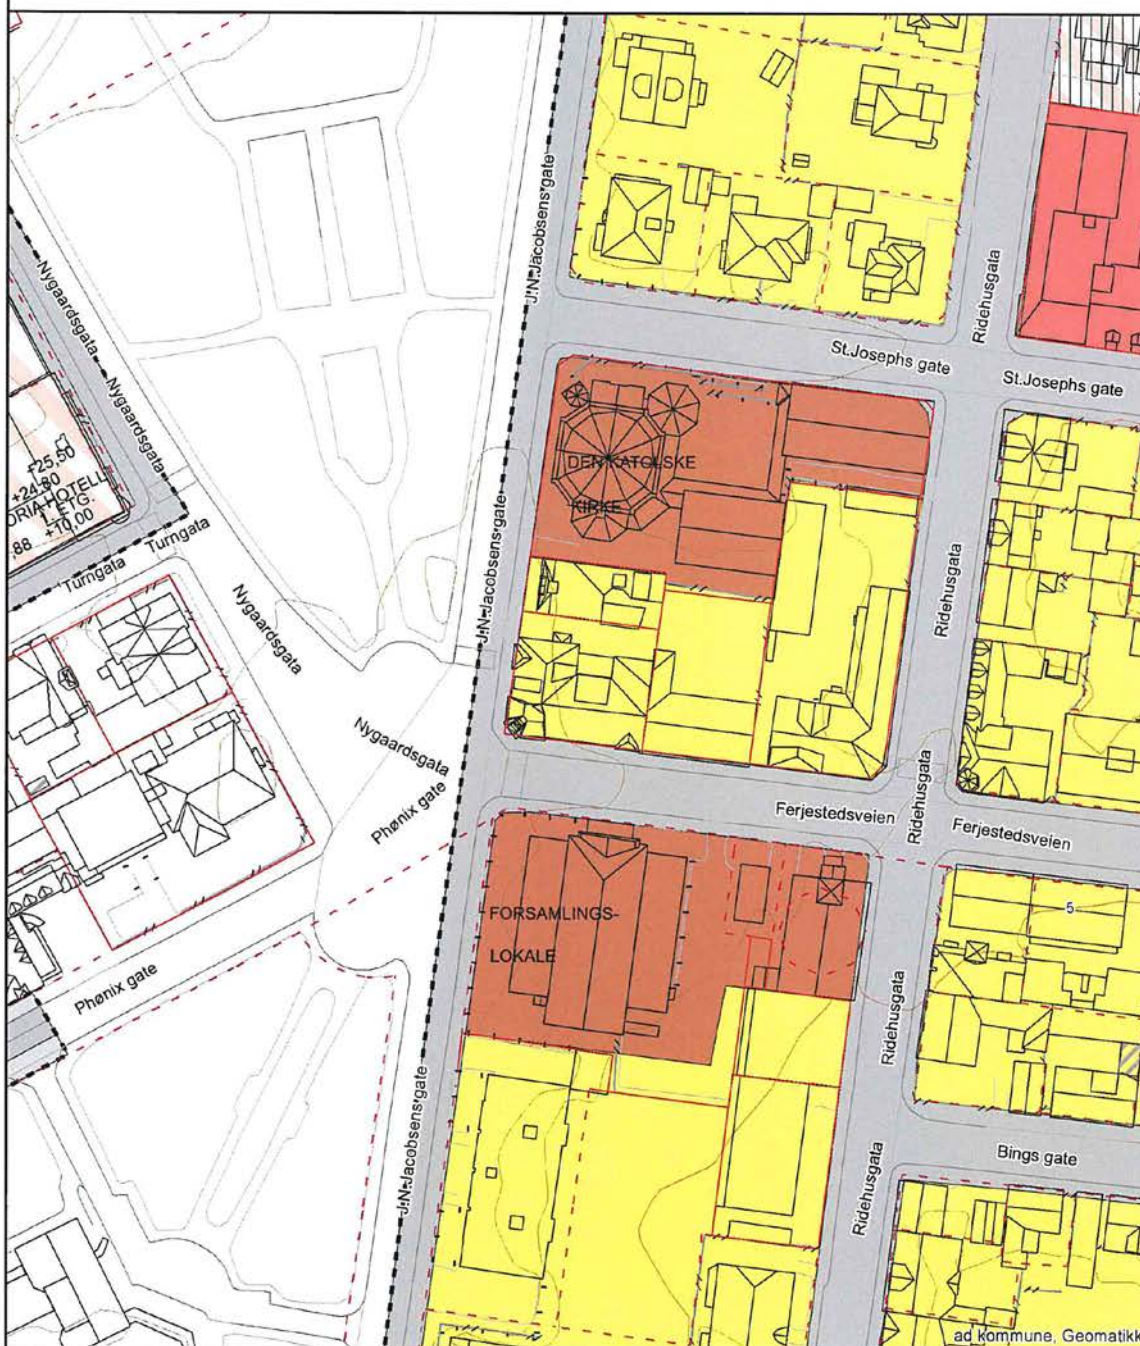 J.N.Jacobsens gate
Ridehusgata
St.Josephs gate
St.Josephs gate
Nygaardsgata
Nygaardsgata
+25,50
+24,80
ORIA HOTELL
1.ETG.
,88 +10,00
Turngata
Turngata
DEN KATOLSKE
KIRKE
J.N.Jacobsens gate
Ridehusgata
Nygaardsgata
Nygaardsgata
Phønix gate
Ridehusgata
Ferjestedsveien
Ferjestedsveien
FORSAMLINGS-
LOKALE
5
Phønix gate
Ridehusgata
J.N.Jacobsens gate
Bings gate
Ridehusgata
ad kommune, Geomatikk